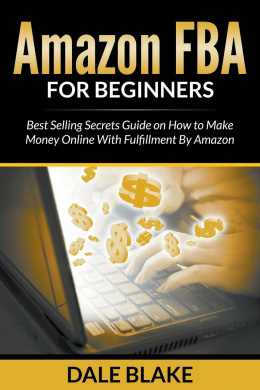 Amazon FBA
FOR BEGINNERS
Best Selling Secrets Guide on How to Make
Money Online With Fulfillment By Amazon
DALE BLAKE